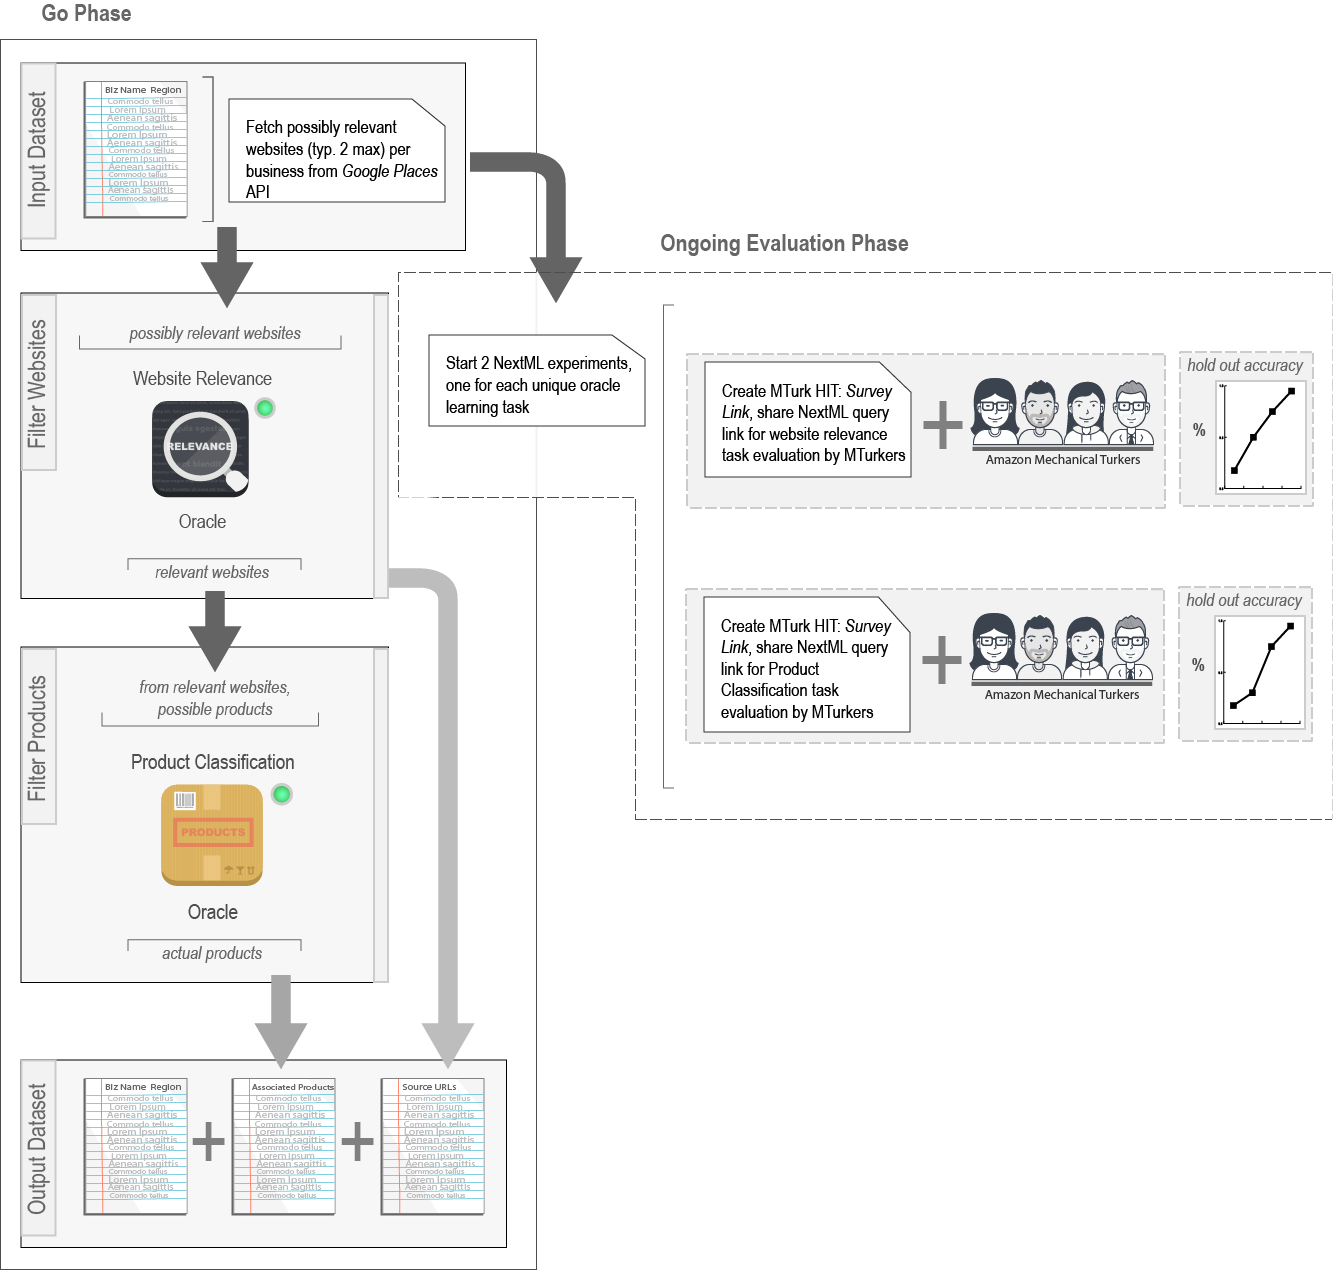 Go Phase
Input Dataset
Biz Name Region
Commodo tellus
Lorem Ipsum
Aenean sagittis
Commodo tellus
Lorem Ipsum
Aenean sagittis
Commodo tellus
Lorem Ipsum
Aenean sagittis
Commodo tellus
Lorem Ipsum
Aenean sagittis
Commodo tellus
Fetch possibly relevant
websites (typ. 2 max) per
business from Google Places
API
Filter Websites
possibly relevant websites
Website Relevance
RELEVANCE
Oracle
relevant websites
Filter Products
from relevant websites,
possible products
Product Classification
PRODUCTS
Oracle
actual products
Output Dataset
Biz Name Region
Commodo tellus
Lorem Ipsum
Aenean sagittis
Commodo tellus
Lorem Ipsum
Aenean sagittis
Commodo tellus
Lorem Ipsum
Aenean sagittis
Commodo tellus
Lorem Ipsum
Aenean sagittis
Commodo tellus
+
Associated Products
Commodo tellus
Lorem Ipsum
Aenean sagittis
Commodo tellus
Lorem Ipsum
Aenean sagittis
Commodo tellus
Lorem Ipsum
Aenean sagittis
Commodo tellus
Lorem Ipsum
Aenean sagittis
Commodo tellus
+
Source URLs
Commodo tellus
Lorem Ipsum
Aenean sagittis
Commodo tellus
Lorem Ipsum
Aenean sagittis
Commodo tellus
Lorem Ipsum
Aenean sagittis
Commodo tellus
Lorem Ipsum
Aenean sagittis
Commodo tellus
Ongoing Evaluation Phase
Start 2 NextML experiments,
one for each unique oracle
learning task
Create MTurk HIT: Survey
Link, share NextML query
link for website relevance
task evaluation by MTurkers
+
Amazon Mechanical Turkers
hold out accuracy
%
Create MTurk HIT: Survey
Link, share NextML query
link for Product
Classification task
evaluation by MTurkers
+
Amazon Mechanical Turkers
hold out accuracy
%